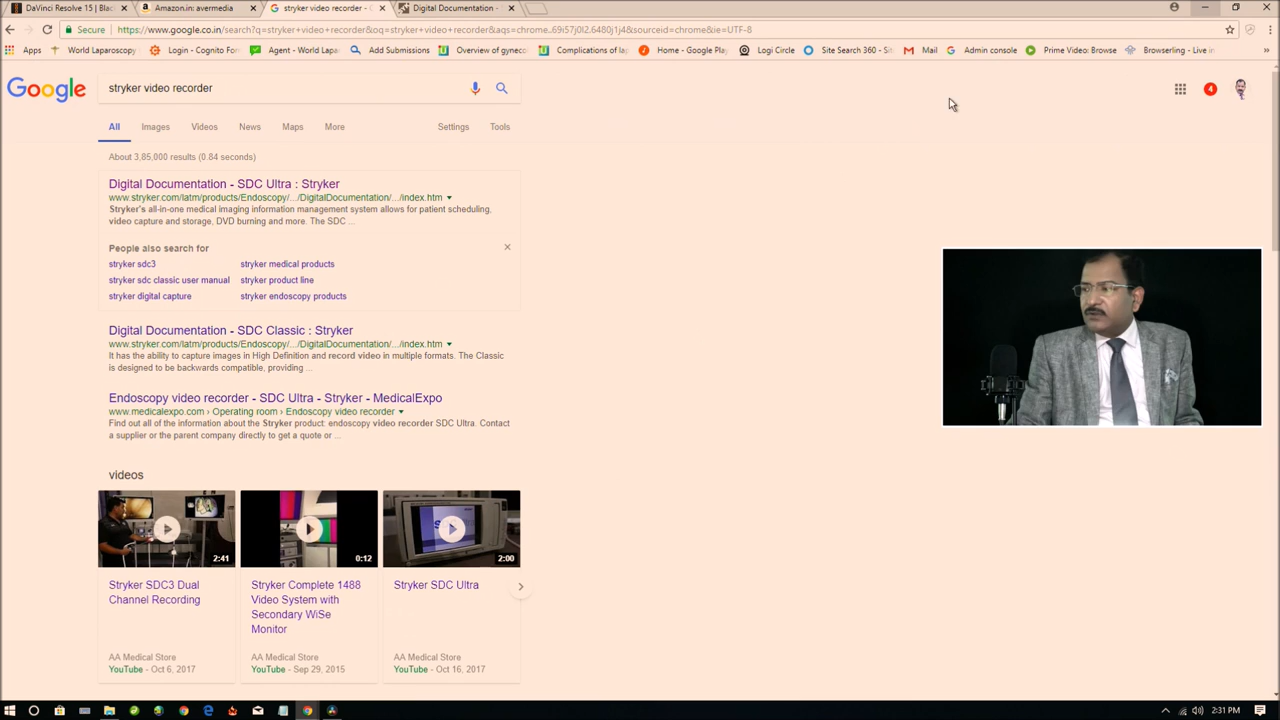 DaVinci Resolve 15 | Blac
Amazon.in: avermedia
stryker video recorder -
Digital Documentation -
Secure
https://www.google.co.in/search?q=stryker+video+recorder&oq=stryker+video+recorder&aqs=chrome..69i57j0l2.6480j1j4&sourceid=chrome&ie=UTF-8
Apps
World Laparoscopy
Login - Cognito For
Agent - World Lapa
Add Submissions
Overview of gynec
Complications of la
Home - Google Play
Logi Circle
Site Search 360 - Sit
Mail
Admin console
Prime Video: Browse
Browserling - Live in
Google
stryker video recorder
4
All Images Videos News Maps More Settings Tools
About 3,85,000 results (0.84 seconds)
Digital Documentation - SDC Ultra : Stryker
www.stryker.com/latm/products/Endoscopy/.../DigitalDocumentation/.../index.htm
Stryker's all-in-one medical imaging information management system allows for patient scheduling,
video capture and storage, DVD burning and more. The SDC ...
People also search for
stryker sdc3 stryker medical products
stryker sdc classic user manual stryker product line
stryker digital capture stryker endoscopy products
Digital Documentation - SDC Classic : Stryker
www.stryker.com/latm/products/Endoscopy/.../DigitalDocumentation/.../index.htm
It has the ability to capture images in High Definition and record video in multiple formats. The Classic
is designed to be backwards compatible, providing ...
Endoscopy video recorder - SDC Ultra - Stryker - MedicalExpo
www.medicalexpo.com › Operating room › Endoscopy video recorder
Find out all of the information about the Stryker product: endoscopy video recorder SDC Ultra. Contact
a supplier or the parent company directly to get a quote or ...
videos
2:41
0:12
2:00
Stryker SDC3 Dual
Channel Recording
AA Medical Store
YouTube - Oct 6, 2017
Stryker Complete 1488
Video System with
Secondary WiSe
Monitor
AA Medical Store
YouTube - Sep 29, 2015
Stryker SDC Ultra
AA Medical Store
YouTube - Oct 16, 2017
2:31 PM